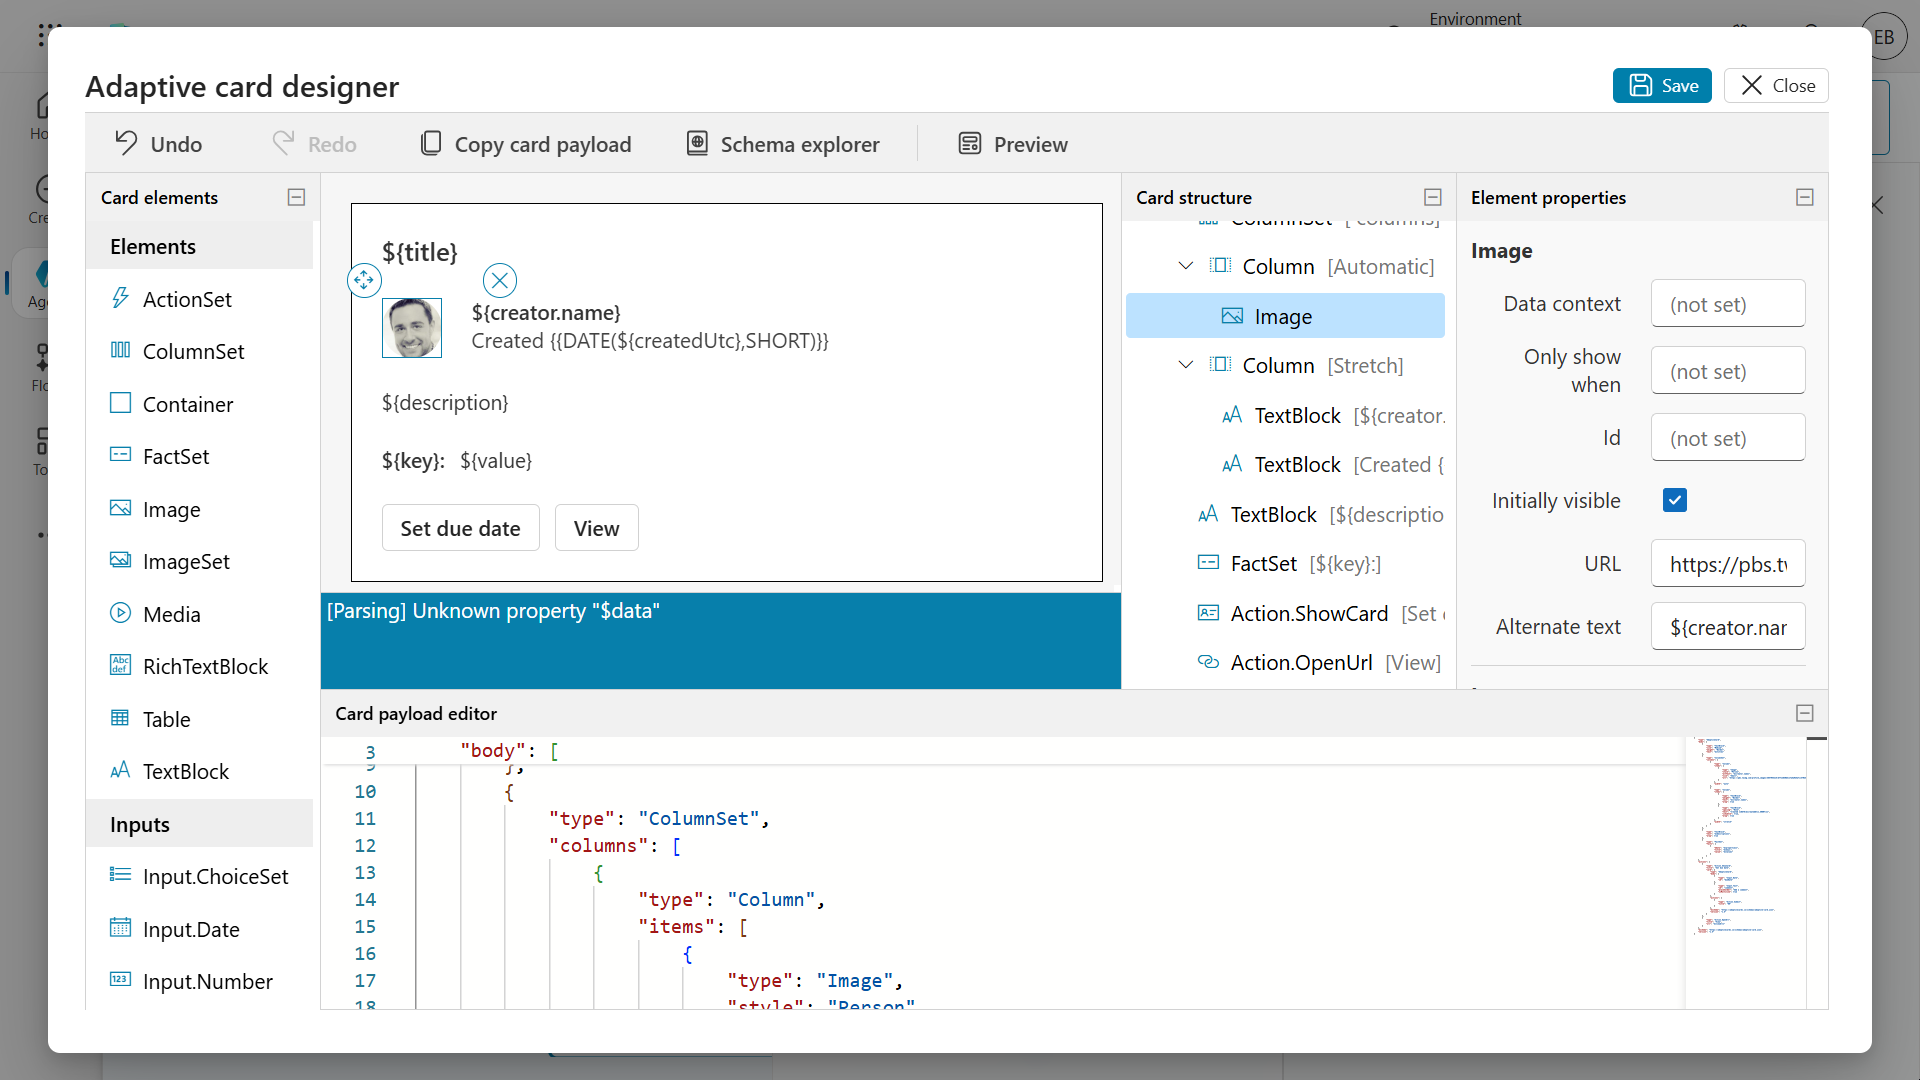 Environment
EB
Adaptive card designer
Save
Close
Undo
Redo
Copy card payload
Schema explorer
Preview
Card elements
Elements
ActionSet
ColumnSet
Container
FactSet
Image
ImageSet
Media
RichTextBlock
Table
TextBlock
Inputs
Input.ChoiceSet
Input.Date
Input.Number
${title}
${creator.name}
Created {{DATE(${createdUtc},SHORT)}}
${description}
${key}: ${value}
Set due date
View
[Parsing] Unknown property "$data"
Card structure
ColumnSet [ columns]
Column [Automatic]
Image
Column [Stretch]
TextBlock [${creator.
TextBlock [Created {
TextBlock [${descriptio
FactSet [${key}:]
Action.ShowCard [Set
Action.OpenUrl [View]
Element properties
Image
Data context (not set)
Only show when (not set)
Id (not set)
Initially visible
URL https://pbs.tw
Alternate text ${creator.nar
Card payload editor
3 "body": [
9 },
10 {
11 "type": "ColumnSet",
12 "columns": [
13 {
14 "type": "Column",
15 "items": [
16 {
17 "type": "Image",
18 "style": "Person"